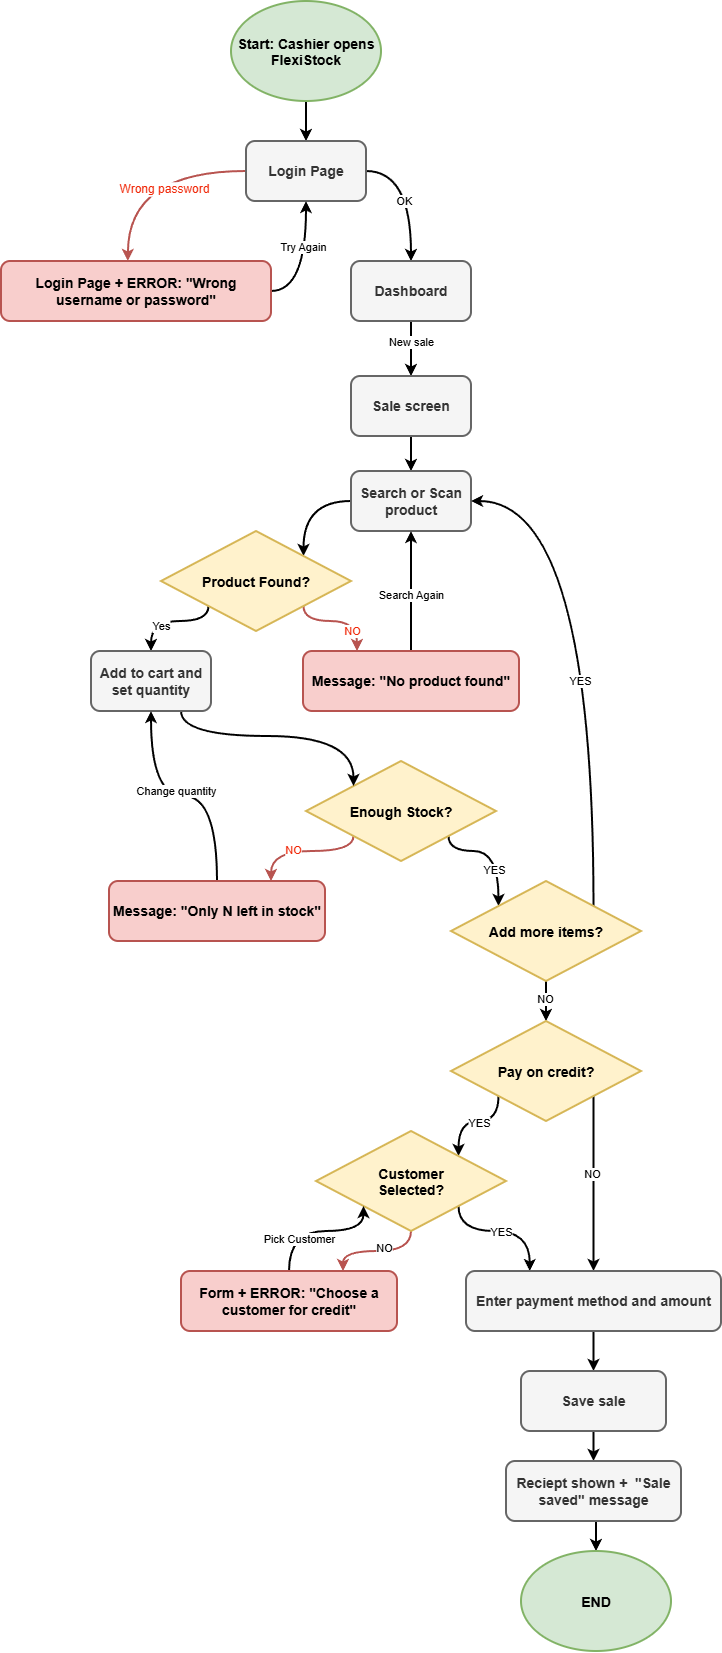 Start: Cashier opens
FlexiStock
Login Page
Wrong password
OK
Try Again
Login Page + ERROR: "Wrong
username or password"
Dashboard
New sale
Sale screen
Search or Scan
product
Product Found?
Search Again
Yes
NO
Add to cart and
set quantity
Message: "No product found"
YES
Change quantity
Enough Stock?
NO
YES
Message: "Only N left in stock"
Add more items?
NO
Pay on credit?
YES
NO
Customer
Selected?
Pick Customer
NO
YES
Form + ERROR: "Choose a
customer for credit"
Enter payment method and amount
Save sale
Reciept shown + "Sale
saved" message
END